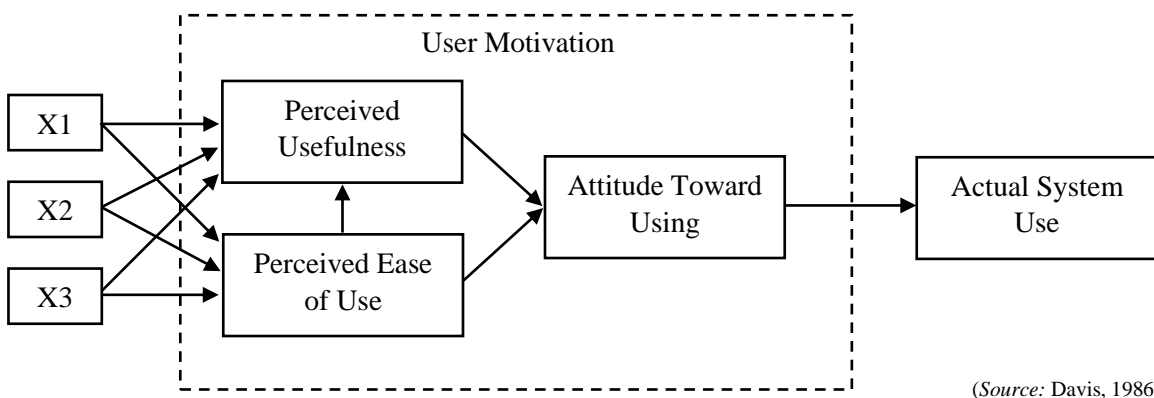 User Motivation
X1
X2
X3
Perceived
Usefulness
Perceived Ease
of Use
Attitude Toward
Using
Actual System
Use
(Source: Davis, 1986